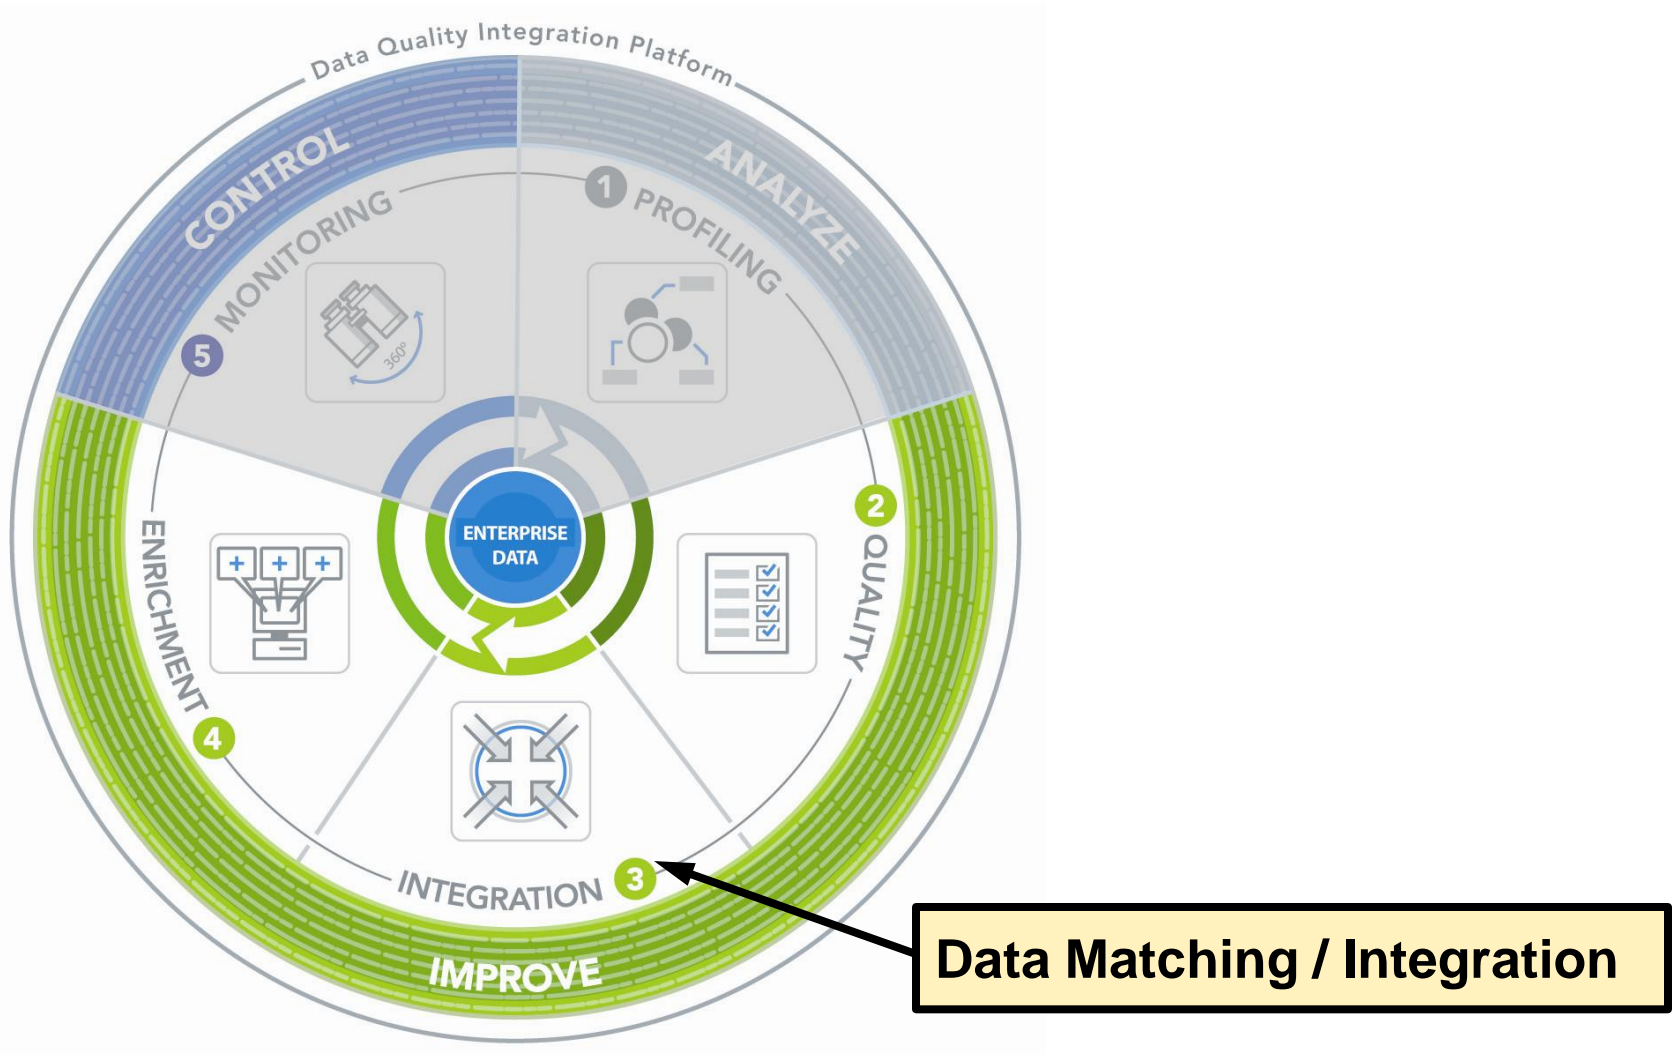 Data Quality Integration Platform
CONTROL
ANALYZE
1 PROFILING
5 MONITORING
360º
2 QUALITY
ENTERPRISE
DATA
+ + +
ENRICHMENT
4
INTEGRATION 3
IMPROVE
Data Matching / Integration